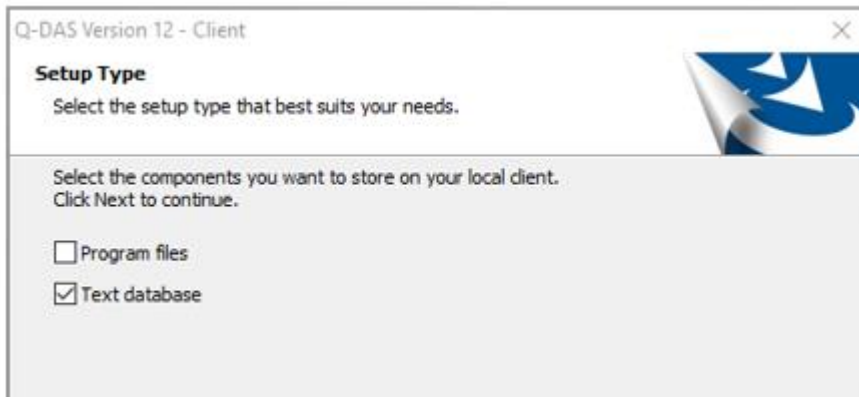 Q-DAS Version 12 - Client
Setup Type
Select the setup type that best suits your needs.
Select the components you want to store on your local client.
Click Next to continue.
Program files
Text database